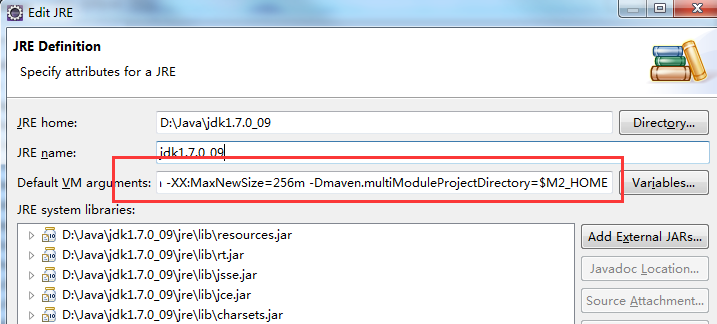 Edit JRE
JRE Definition
Specify attributes for a JRE
JRE home: D:\Java\jdk1.7.0_09 Directory...
JRE name: jdk1.7.0_09
Default VM arguments: -XX:MaxNewSize=256m -Dmaven.multiModuleProjectDirectory=$M2_HOME Variables...
JRE system libraries:
D:\Java\jdk1.7.0_09\jre\lib\resources.jar Add External JARs...
D:\Java\jdk1.7.0_09\jre\lib\rt.jar
D:\Java\jdk1.7.0_09\jre\lib\jsse.jar Javadoc Location...
D:\Java\jdk1.7.0_09\jre\lib\jce.jar
D:\Java\jdk1.7.0_09\jre\lib\charsets.jar Source Attachment...